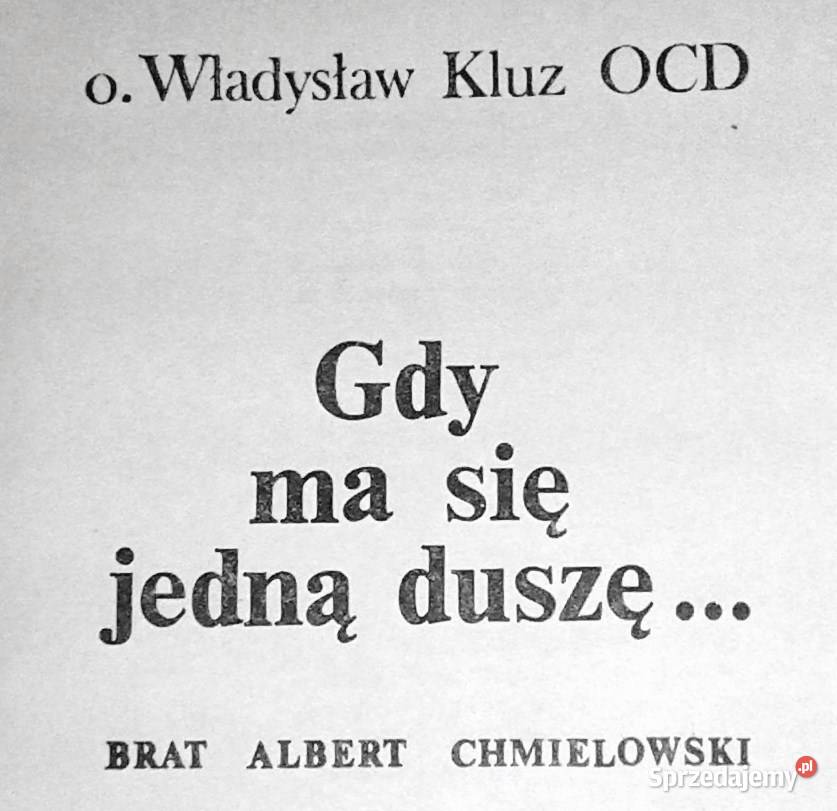 o. Władysław Kluz OCD
Gdy
ma się
jedną duszę...
BRAT ALBERT CHMIELOWSKI
Sprzedajemy.pl